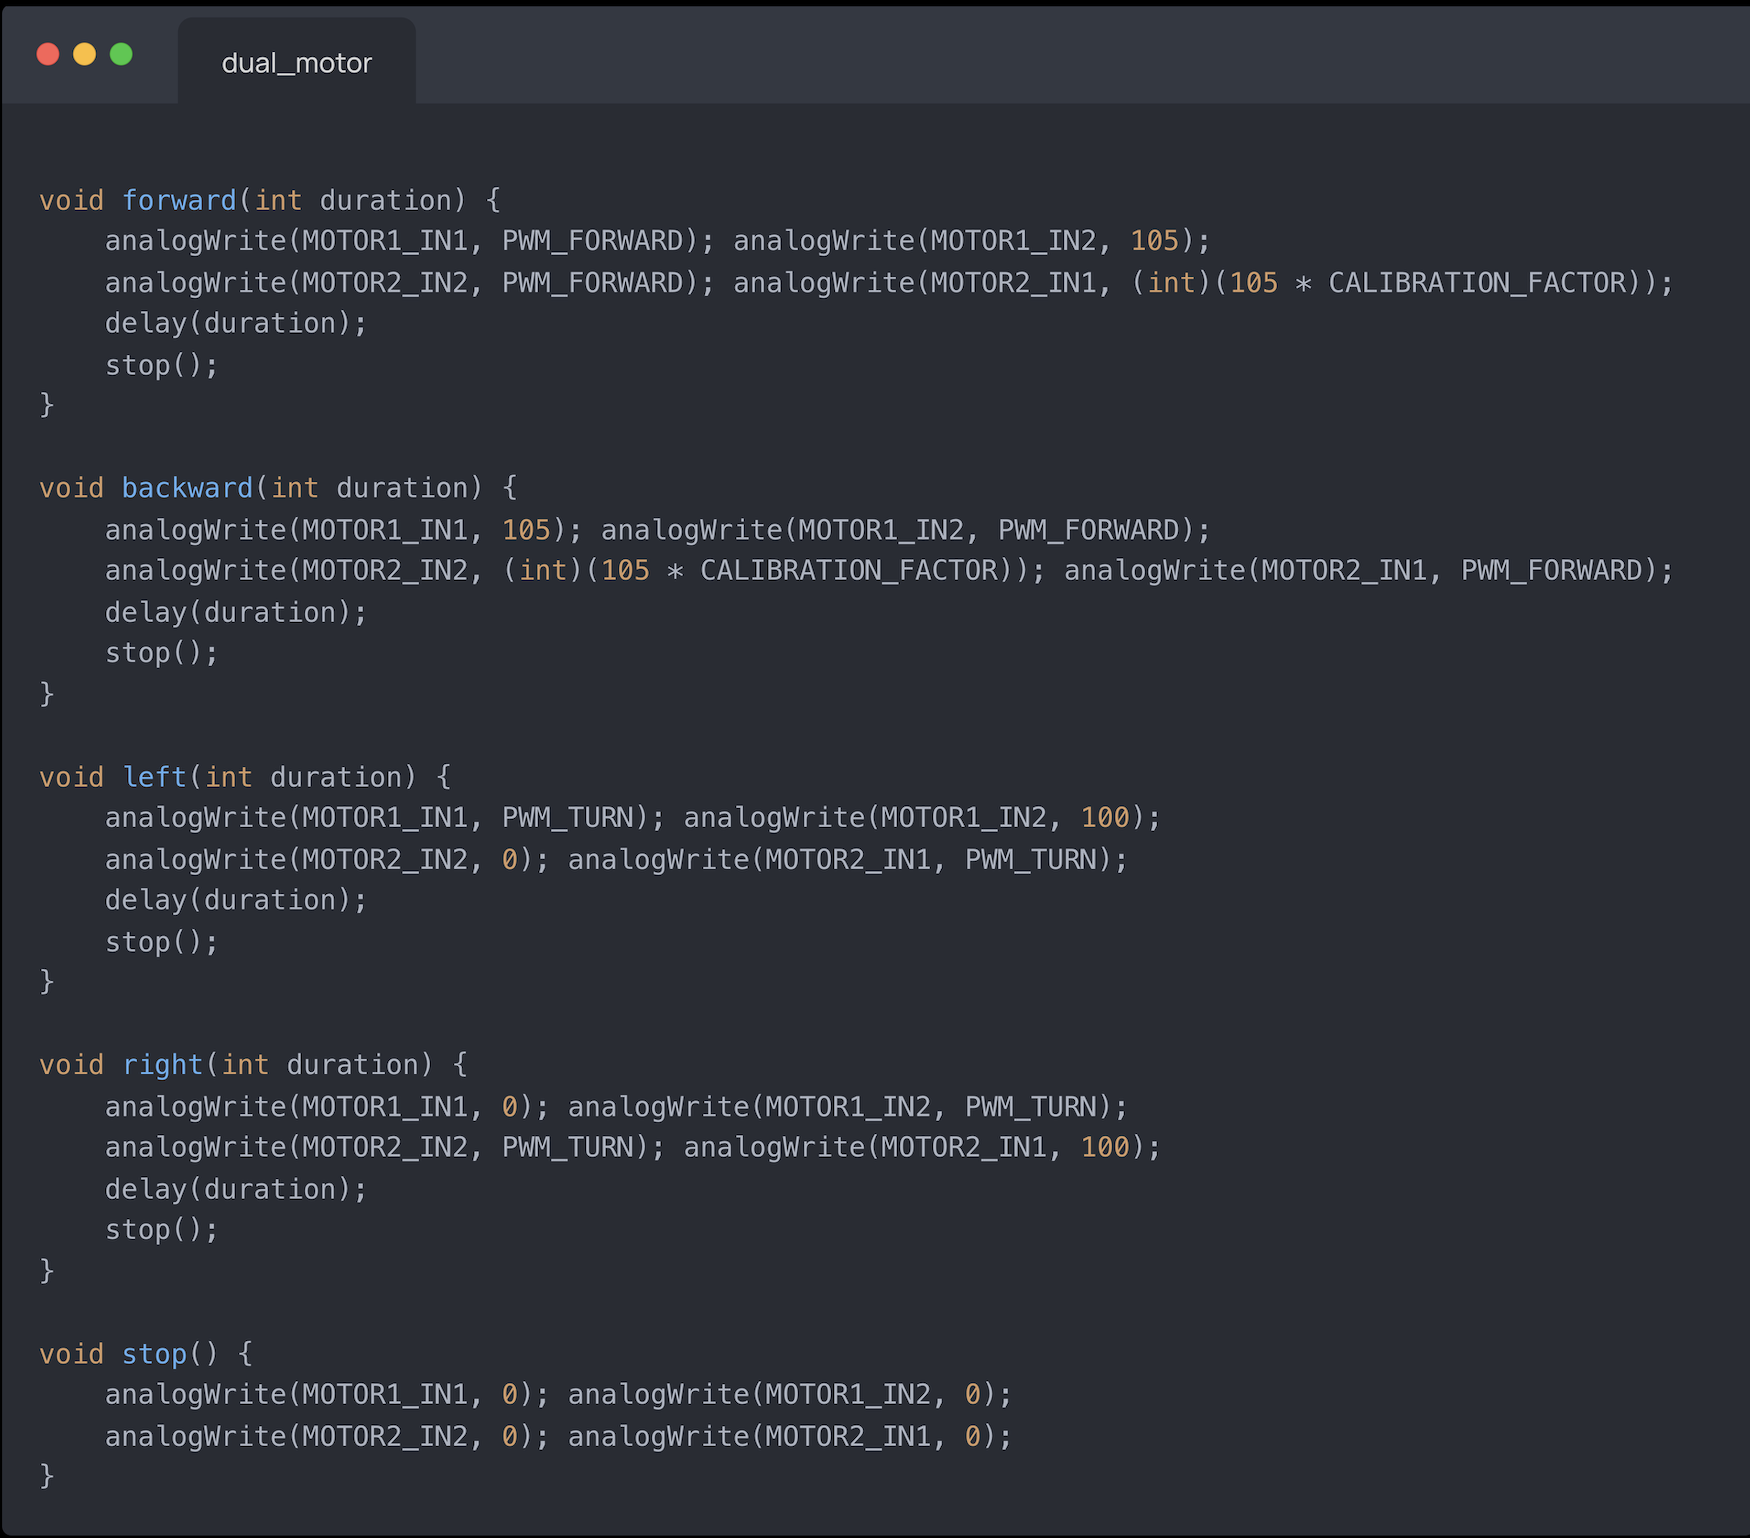 dual_motor
void forward(int duration) {
    analogWrite(MOTOR1_IN1, PWM_FORWARD); analogWrite(MOTOR1_IN2, 105);
    analogWrite(MOTOR2_IN2, PWM_FORWARD); analogWrite(MOTOR2_IN1, (int)(105 * CALIBRATION_FACTOR));
    delay(duration);
    stop();
}
void backward(int duration) {
    analogWrite(MOTOR1_IN1, 105); analogWrite(MOTOR1_IN2, PWM_FORWARD);
    analogWrite(MOTOR2_IN2, (int)(105 * CALIBRATION_FACTOR)); analogWrite(MOTOR2_IN1, PWM_FORWARD);
    delay(duration);
    stop();
}
void left(int duration) {
    analogWrite(MOTOR1_IN1, PWM_TURN); analogWrite(MOTOR1_IN2, 100);
    analogWrite(MOTOR2_IN2, 0); analogWrite(MOTOR2_IN1, PWM_TURN);
    delay(duration);
    stop();
}
void right(int duration) {
    analogWrite(MOTOR1_IN1, 0); analogWrite(MOTOR1_IN2, PWM_TURN);
    analogWrite(MOTOR2_IN2, PWM_TURN); analogWrite(MOTOR2_IN1, 100);
    delay(duration);
    stop();
}
void stop() {
    analogWrite(MOTOR1_IN1, 0); analogWrite(MOTOR1_IN2, 0);
    analogWrite(MOTOR2_IN2, 0); analogWrite(MOTOR2_IN1, 0);
}